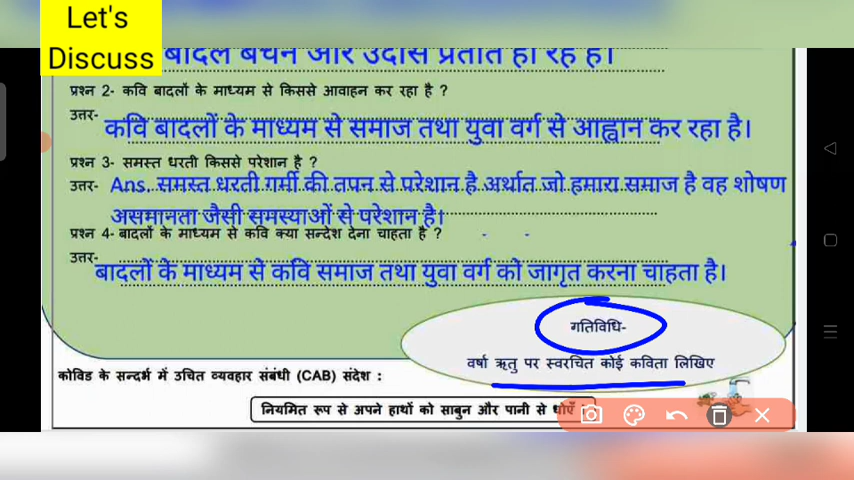 Let's
Discuss
बादल बेचैन और उदास प्रतीत हो रहे हैं।
प्रश्न 2- कवि बादलों के माध्यम से किससे आवाहन कर रहा है ?
उत्तर-
कवि बादलों के माध्यम से समाज तथा युवा वर्ग से आह्वान कर रहा है।
प्रश्न 3- समस्त धरती किससे परेशान है ?
उत्तर- Ans. समस्त धरती गर्मी की तपन से परेशान है अर्थात जो हमारा समाज है वह शोषण
असमानता जैसी समस्याओं से परेशान है।
प्रश्न 4- बादलों के माध्यम से कवि क्या सन्देश देना चाहता है ?
उत्तर-
बादलों के माध्यम से कवि समाज तथा युवा वर्ग को जागृत करना चाहता है।
गतिविधि-
वर्षा ऋतु पर स्वरचित कोई कविता लिखिए
कोविड के सन्दर्भ में उचित व्यवहार संबंधी (CAB) संदेश :
नियमित रूप से अपने हाथों को साबुन और पानी से धोएँ